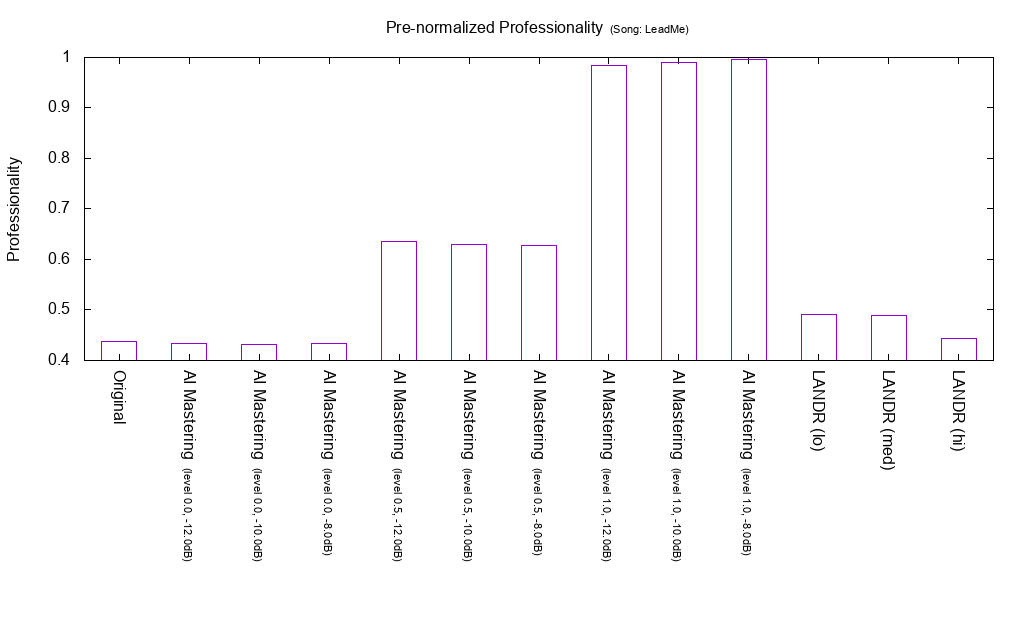 Pre-normalized Professionality (Song: LeadMe)
Professionality
1
0.9
0.8
0.7
0.6
0.5
0.4
Original
AI Mastering (level 0.0, -12.0dB)
AI Mastering (level 0.0, -10.0dB)
AI Mastering (level 0.0, -8.0dB)
AI Mastering (level 0.5, -12.0dB)
AI Mastering (level 0.5, -10.0dB)
AI Mastering (level 0.5, -8.0dB)
AI Mastering (level 1.0, -12.0dB)
AI Mastering (level 1.0, -10.0dB)
AI Mastering (level 1.0, -8.0dB)
LANDR (lo)
LANDR (med)
LANDR (hi)